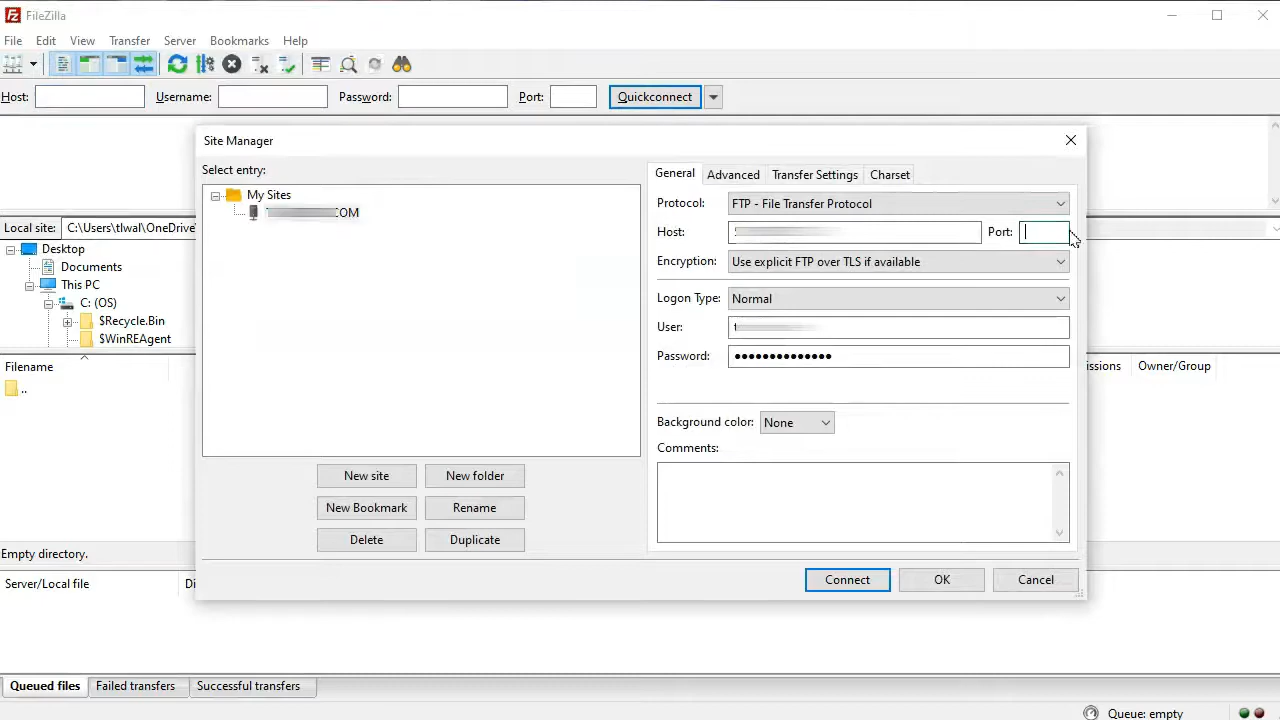 FileZilla
File Edit View Transfer Server Bookmarks Help
Host: Username: Password: Port: Quickconnect
Site Manager
Select entry:
My Sites
OM
General Advanced Transfer Settings Charset
Protocol: FTP - File Transfer Protocol
Host: Port:
Encryption: Use explicit FTP over TLS if available
Logon Type: Normal
User:
Password: ••••••••••••••
Background color: None
Comments:
New site New folder
New Bookmark Rename
Delete Duplicate
Connect OK Cancel
Local site: C:\Users\tlwal\OneDrive\
Desktop
Documents
This PC
C: (OS)
$Recycle.Bin
$WinREAgent
Filename
..
issions Owner/Group
Empty directory.
Server/Local file Di
Queued files Failed transfers Successful transfers
Queue: empty